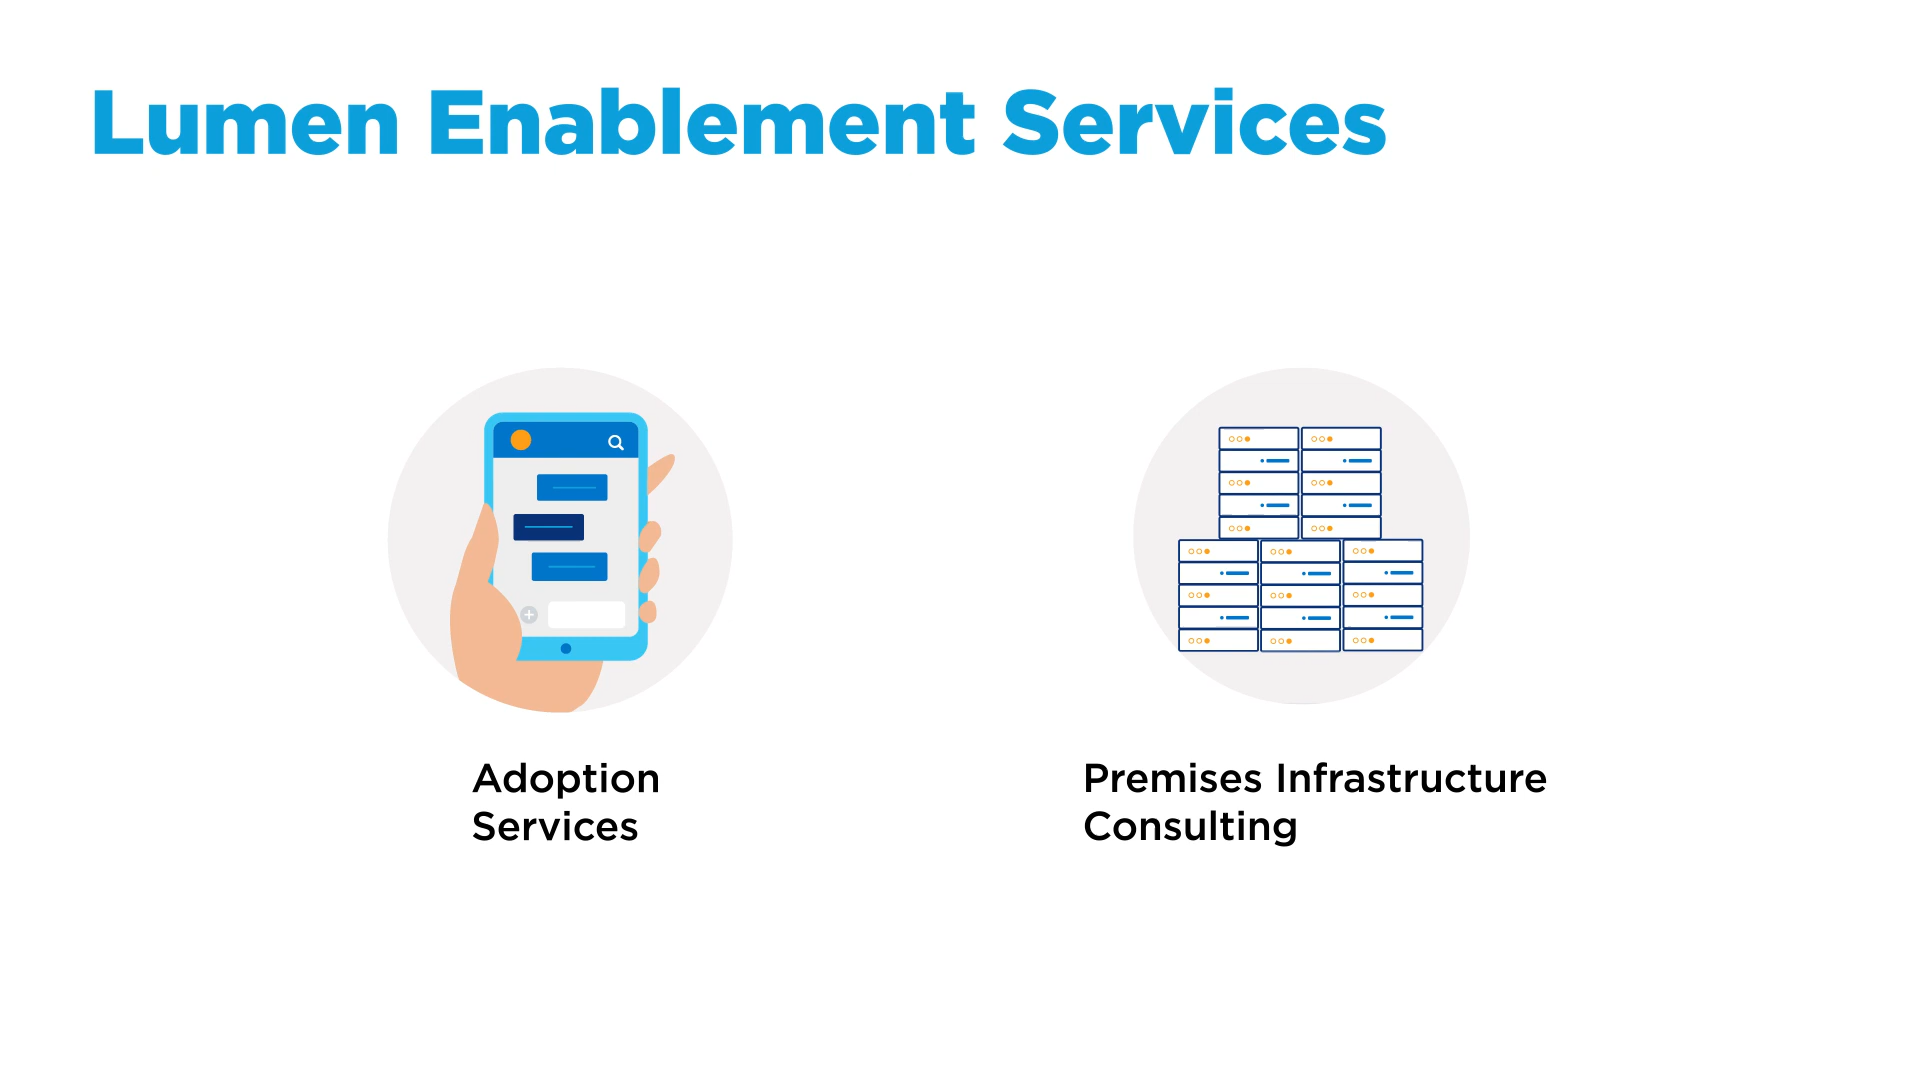 Lumen Enablement Services
Adoption
Services
Premises Infrastructure
Consulting